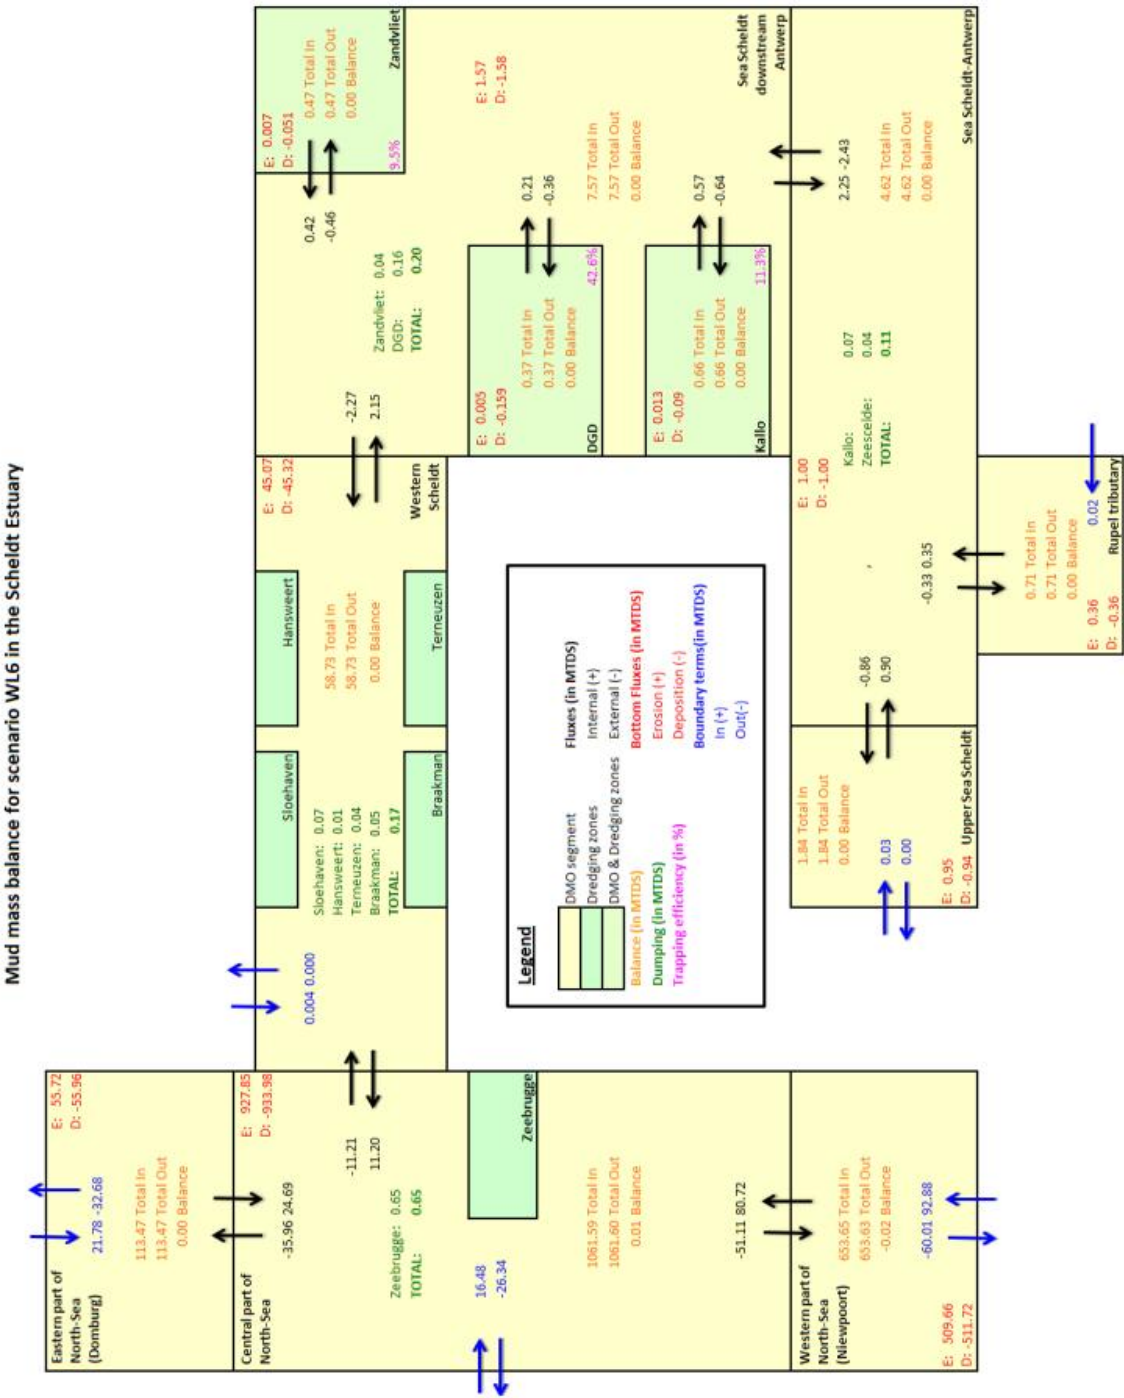 Mud mass balance for scenario WL6 in the Scheldt Estuary
Eastern part of
North-Sea
(Domburg)
21.78 -32.68
113.47 Total In
113.47 Total Out
0.00 Balance
E: 55.72
D: -55.96
Central part of
North-Sea
-35.96 24.69
E: 927.85
D: -933.98
-11.21
11.20
Zeebrugge: 0.65
TOTAL: 0.65
16.48
-26.34
Zeebrugge
1061.59 Total In
1061.60 Total Out
0.01 Balance
-51.11 80.72
Western part of
North-Sea
(Niewpoort)
653.65 Total In
653.63 Total Out
-0.02 Balance
-60.01 92.88
E: 509.66
D: -511.72
0.004 0.000
Sloehaven
Hansweert
Sloehaven: 0.07
Hansweert: 0.01
Terneuzen: 0.04
Braakman: 0.05
TOTAL: 0.17
58.73 Total In
58.73 Total Out
0.00 Balance
Braakman
Terneuzen
E: 45.07
D: -45.32
Western
Scheldt
-2.27
2.15
Zandvliet: 0.04
DGD: 0.16
TOTAL: 0.20
0.42
-0.46
E: 0.007
D: -0.051
0.47 Total In
0.47 Total Out
0.00 Balance
9.5%
Zandvliet
E: 1.57
D: -1.58
E: 0.005
D: -0.159
0.37 Total In
0.37 Total Out
0.00 Balance
DGD
42.6%
0.21
-0.36
7.57 Total In
7.57 Total Out
0.00 Balance
E: 0.013
D: -0.09
0.66 Total In
0.66 Total Out
0.00 Balance
Kallo
11.3%
0.57
-0.64
Sea Scheldt
downstream
Antwerp
Legend
DMO segment
Dredging zones
DMO & Dredging zones
Balance (in MTDS)
Dumping (in MTDS)
Trapping efficiency (in %)
Fluxes (in MTDS)
Internal (+)
External (-)
Bottom Fluxes (in MTDS)
Erosion (+)
Deposition (-)
Boundary terms(in MTDS)
In (+)
Out(-)
1.84 Total In
1.84 Total Out
0.00 Balance
0.03
0.00
E: 0.95
D: -0.94
Upper Sea Scheldt
-0.86
0.90
E: 1.00
D: -1.00
,
Kallo: 0.07
Zeescelde: 0.04
TOTAL: 0.11
2.25 -2.43
4.62 Total In
4.62 Total Out
0.00 Balance
Sea Scheldt-Antwerp
-0.33 0.35
0.71 Total In
0.71 Total Out
0.00 Balance
0.02
E: 0.36
D: -0.36
Rupel tributary